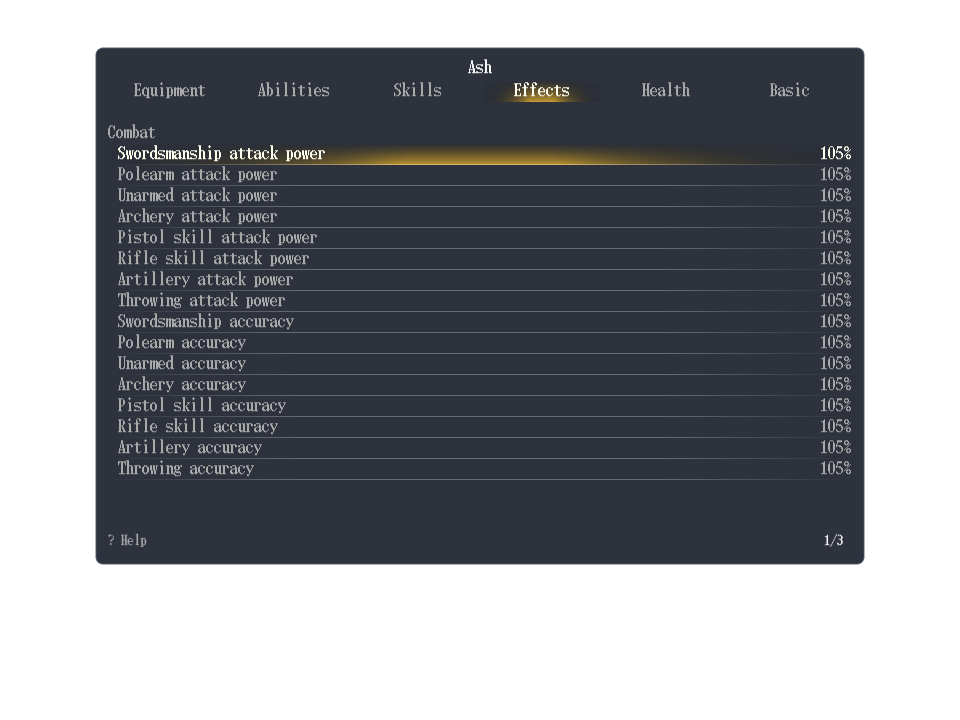 Ash
Equipment Abilities Skills Effects Health Basic
Combat
Swordsmanship attack power 105%
Polearm attack power 105%
Unarmed attack power 105%
Archery attack power 105%
Pistol skill attack power 105%
Rifle skill attack power 105%
Artillery attack power 105%
Throwing attack power 105%
Swordsmanship accuracy 105%
Polearm accuracy 105%
Unarmed accuracy 105%
Archery accuracy 105%
Pistol skill accuracy 105%
Rifle skill accuracy 105%
Artillery accuracy 105%
Throwing accuracy 105%
? Help 1/3